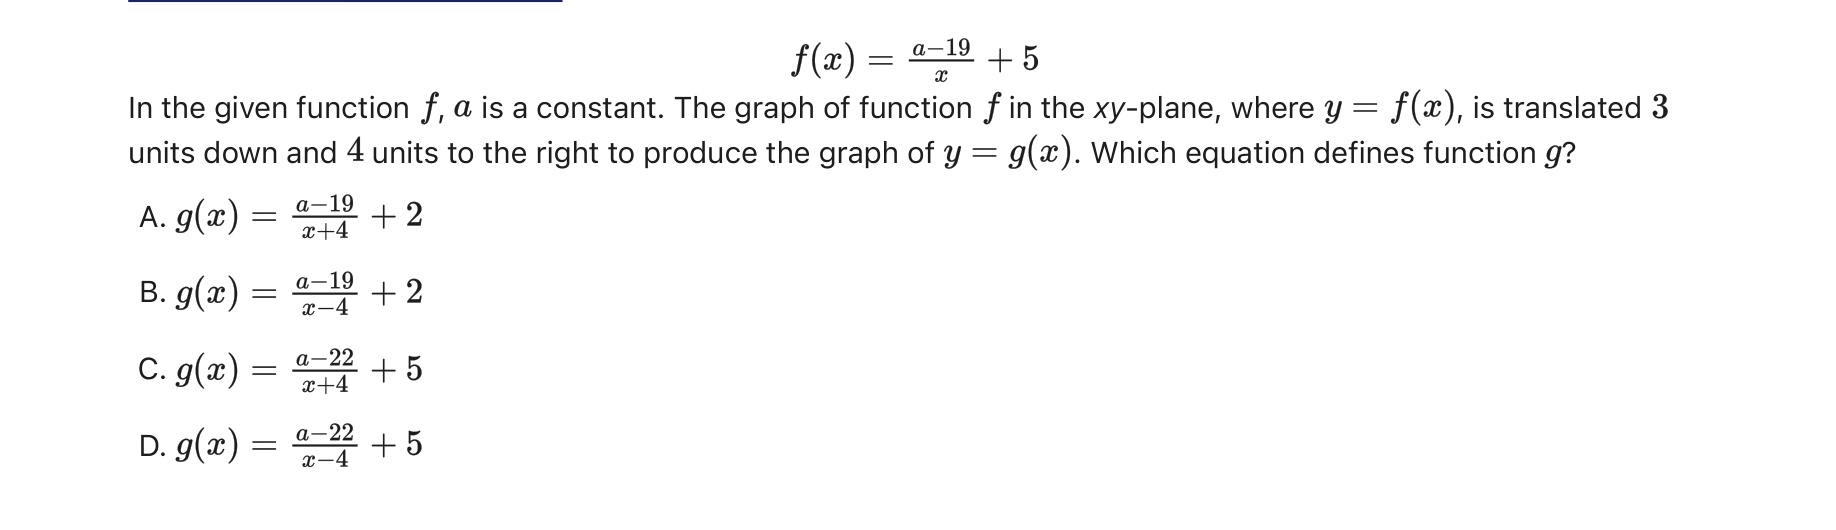 f(x) = \frac{a-19}{x} + 5
In the given function f, a is a constant. The graph of function f in the xy-plane, where y = f(x), is translated 3
units down and 4 units to the right to produce the graph of y = g(x). Which equation defines function g?
A. g(x) = \frac{a-19}{x+4} + 2
B. g(x) = \frac{a-19}{x-4} + 2
C. g(x) = \frac{a-22}{x+4} + 5
D. g(x) = \frac{a-22}{x-4} + 5